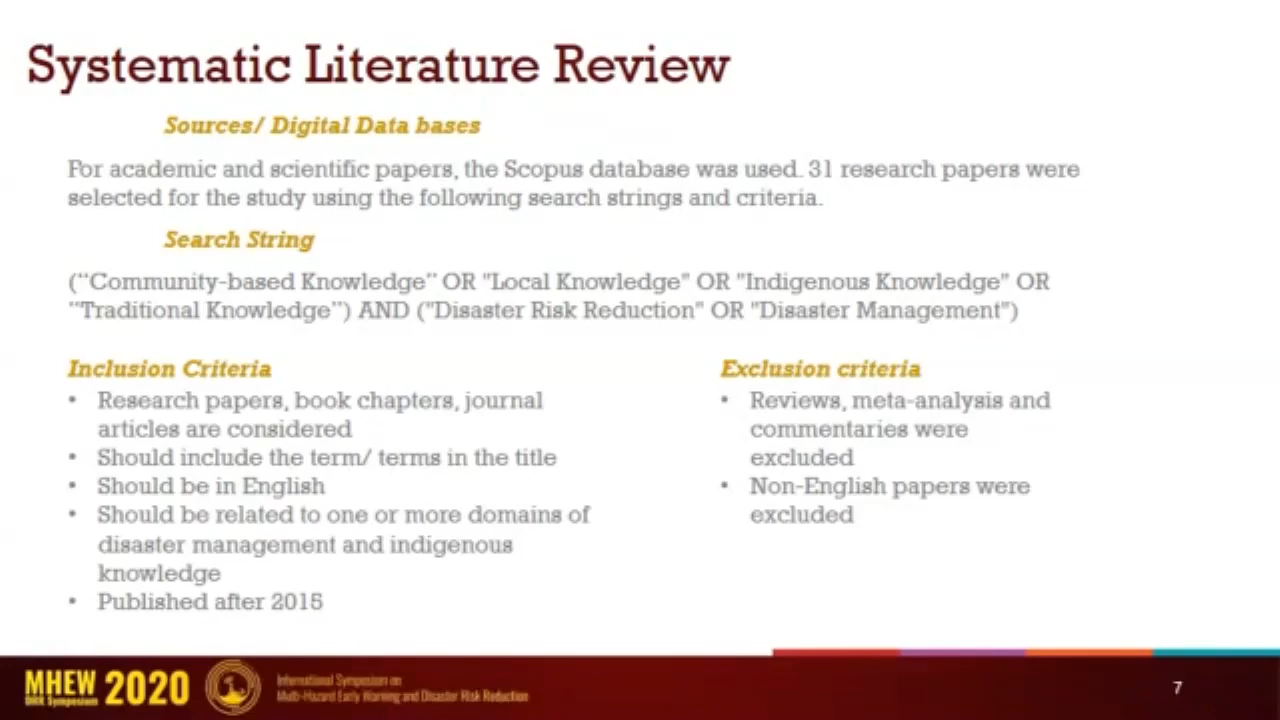 Systematic Literature Review
Sources/ Digital Data bases
For academic and scientific papers, the Scopus database was used. 31 research papers were
selected for the study using the following search strings and criteria.
Search String
(“Community-based Knowledge” OR "Local Knowledge" OR "Indigenous Knowledge" OR
“Traditional Knowledge”) AND ("Disaster Risk Reduction" OR "Disaster Management")
Inclusion Criteria
• Research papers, book chapters, journal
articles are considered
• Should include the term/ terms in the title
• Should be in English
• Should be related to one or more domains of
disaster management and indigenous
knowledge
• Published after 2015
Exclusion criteria
• Reviews, meta-analysis and
commentaries were
excluded
• Non-English papers were
excluded
MHEW 2020
DRR Symposium
International Symposium on
Multi-Hazard Early Warning and Disaster Risk Reduction
7